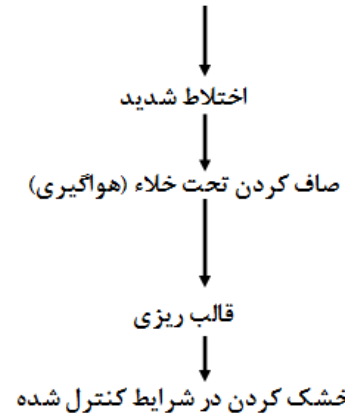 اختلاط شدید
صاف کردن تحت خلاء (هواگیری)
قالب ریزی
خشک کردن در شرایط کنترل شده